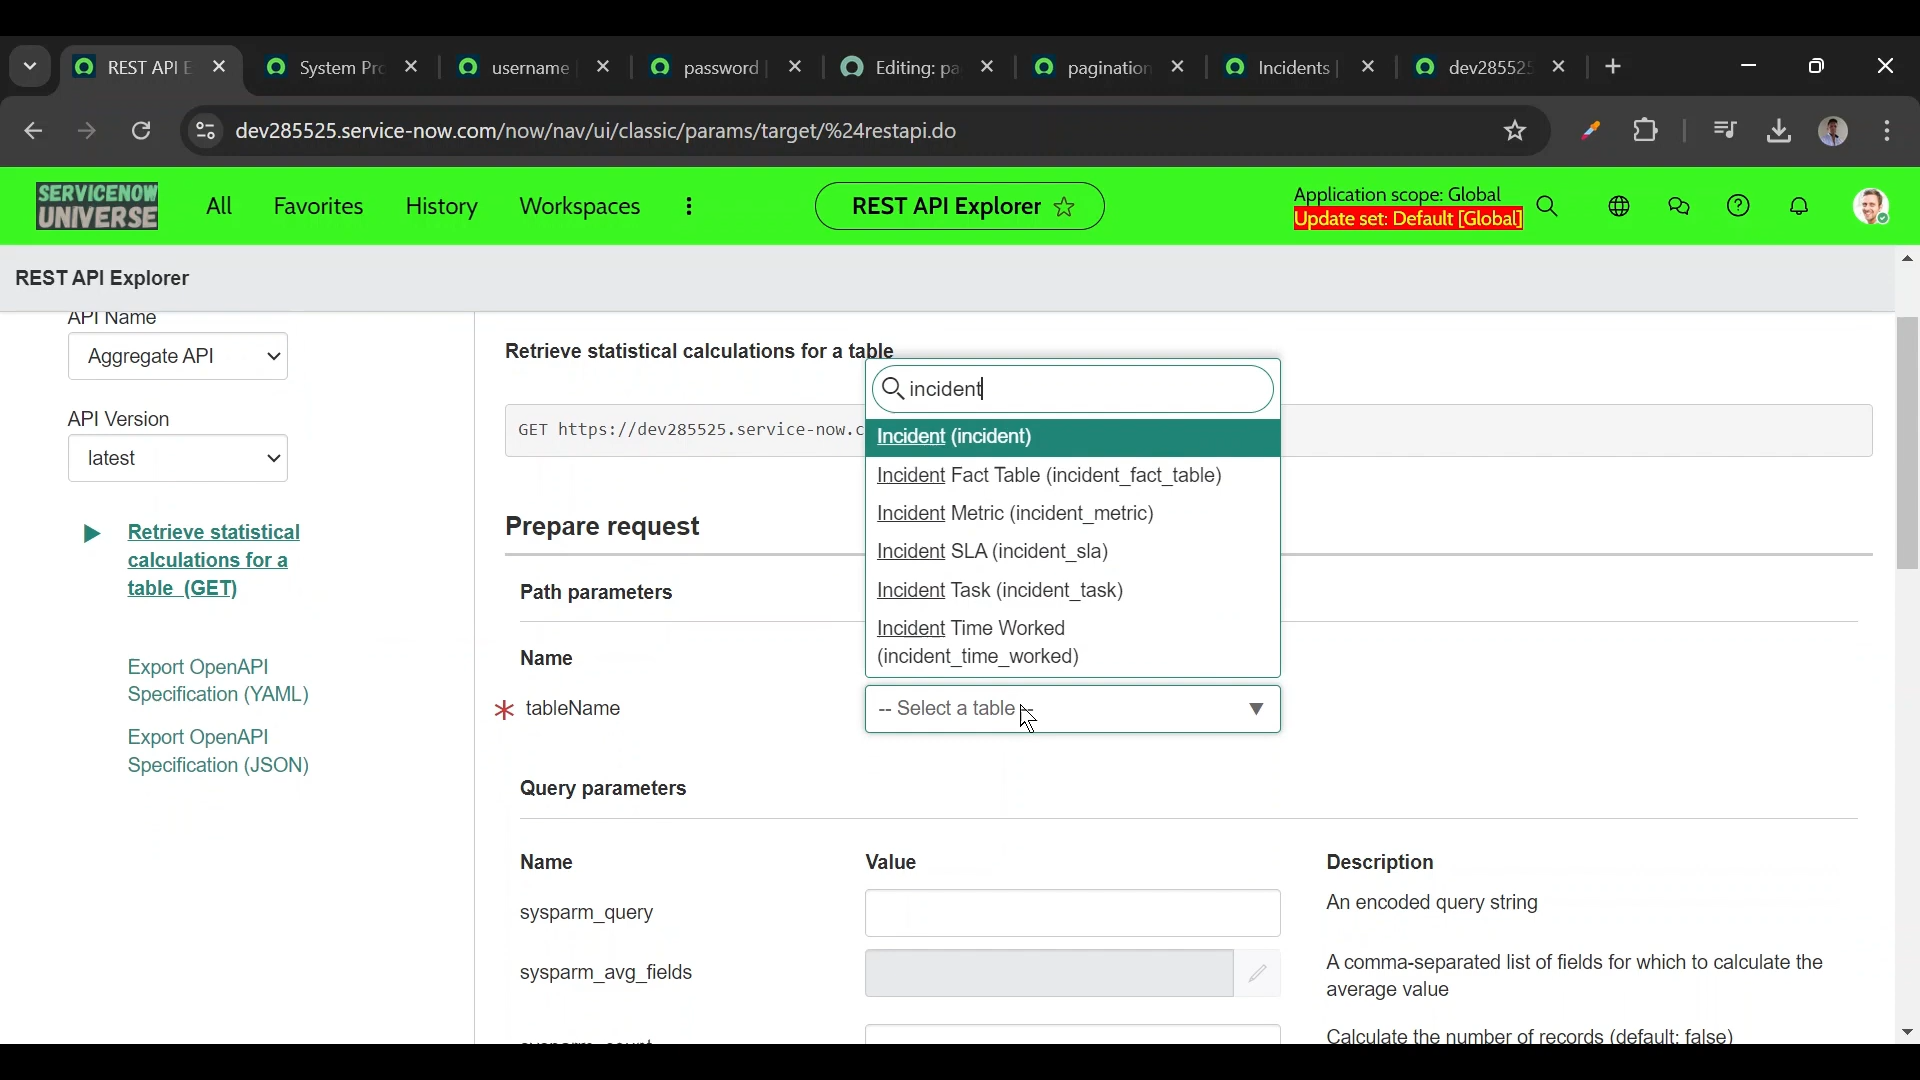 REST API E
System Pr
username
password
Editing: pa
pagination
Incidents
dev28552
dev285525.service-now.com/now/nav/ui/classic/params/target/%24restapi.do
SERVICENOW
UNIVERSE
All
Favorites
History
Workspaces
REST API Explorer
Application scope: Global
Update set: Default [Global]
REST API Explorer
API Name
Aggregate API
API Version
latest
Retrieve statistical
calculations for a
table (GET)
Export OpenAPI
Specification (YAML)
Export OpenAPI
Specification (JSON)
Retrieve statistical calculations for a table
GET https://dev285525.service-now.c
incident
Incident (incident)
Incident Fact Table (incident_fact_table)
Incident Metric (incident_metric)
Incident SLA (incident_sla)
Incident Task (incident_task)
Incident Time Worked
(incident_time_worked)
Prepare request
Path parameters
Name
* tableName
-- Select a table --
Query parameters
Name Value Description
sysparm_query An encoded query string
sysparm_avg_fields A comma-separated list of fields for which to calculate the
average value
Calculate the number of records (default: false)